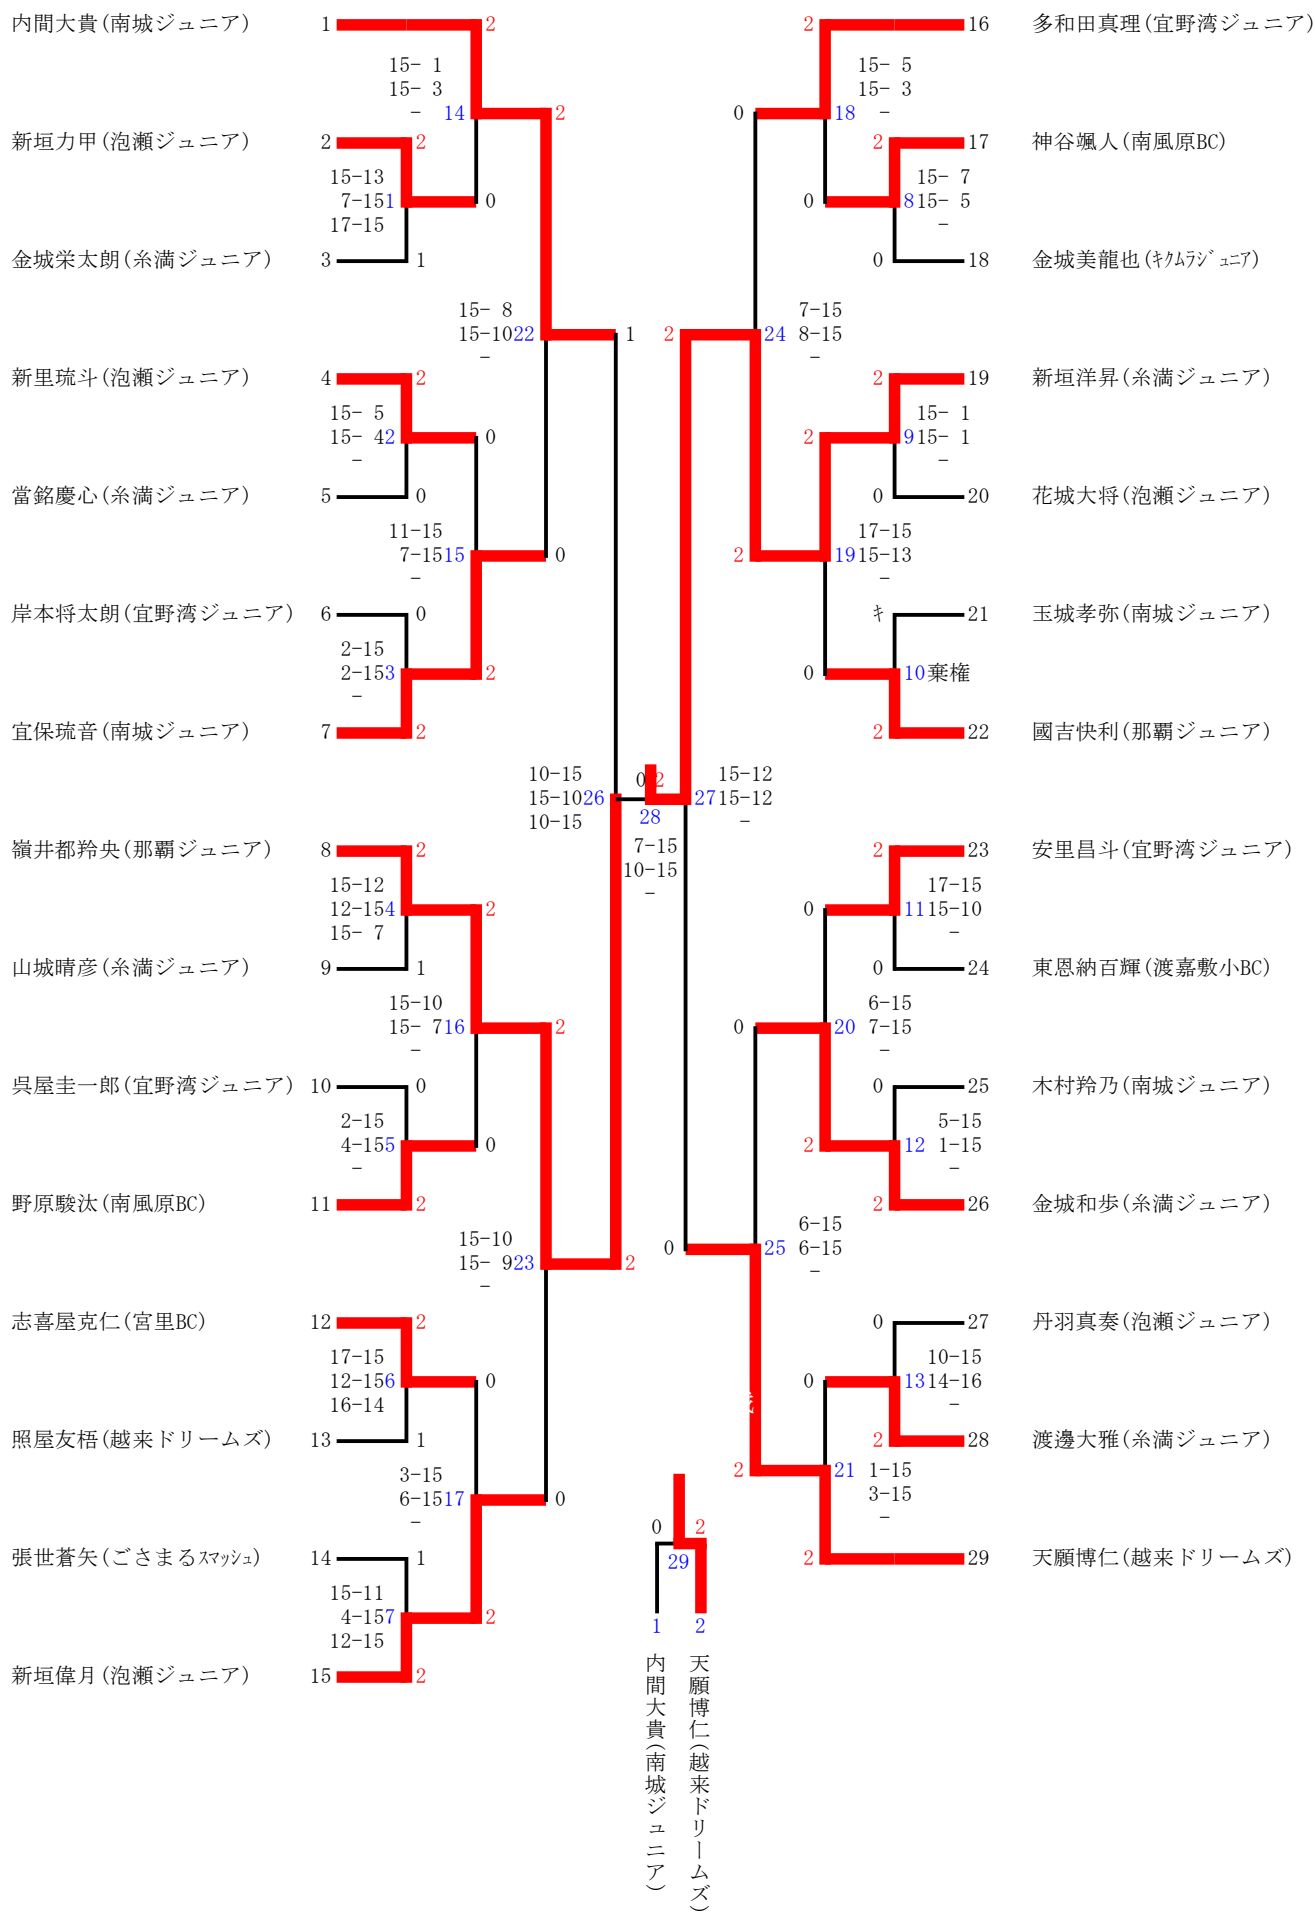 内間大貴(南城ジュニア) 1 2
15- 1
15- 3
- 14 2
新垣力甲(泡瀬ジュニア) 2 2
15-13
7-15 1 0
17-15
金城栄太朗(糸満ジュニア) 3 1
15- 8
15-10 22 1
-
新里琉斗(泡瀬ジュニア) 4 2
15- 5
15- 4 2 0
-
當銘慶心(糸満ジュニア) 5 0
11-15
7-15 15 0
-
岸本将太朗(宜野湾ジュニア) 6 0
2-15
2-15 3 2
-
宜保琉音(南城ジュニア) 7 2
10-15
15-10 26
10-15
嶺井都羚央(那覇ジュニア) 8 2
15-12
12-15 4 2
15- 7
山城晴彦(糸満ジュニア) 9 1
15-10
15- 7 16 2
-
呉屋圭一郎(宜野湾ジュニア) 10 0
2-15
4-15 5 0
-
野原駿汰(南風原BC) 11 2
15-10
15- 9 23 2
-
志喜屋克仁(宮里BC) 12 2
17-15
12-15 6 0
16-14
照屋友梧(越来ドリームズ) 13 1
3-15
6-15 17 0
-
張世蒼矢(ごさまるスマッシュ) 14 1
15-11
4-15 7 2
12-15
新垣偉月(泡瀬ジュニア) 15 2
0 2
28
7-15
10-15
-
2 16 多和田真理(宜野湾ジュニア)
15- 5
15- 3
0 18 -
2 17 神谷颯人(南風原BC)
15- 7
0 8 15- 5
-
0 18 金城美龍也(キクムラジュニア)
7-15
2 24 8-15
-
2 19 新垣洋昇(糸満ジュニア)
15- 1
2 9 15- 1
-
0 20 花城大将(泡瀬ジュニア)
17-15
2 19 15-13
-
キ 21 玉城孝弥(南城ジュニア)
0 10 棄権
2 22 國吉快利(那覇ジュニア)
15-12
27 15-12
-
2 23 安里昌斗(宜野湾ジュニア)
17-15
0 11 15-10
-
0 24 東恩納百輝(渡嘉敷小BC)
6-15
0 20 7-15
-
0 25 木村羚乃(南城ジュニア)
5-15
2 12 1-15
-
2 26 金城和歩(糸満ジュニア)
6-15
0 25 6-15
-
0 27 丹羽真奏(泡瀬ジュニア)
10-15
0 13 14-16
-
2 28 渡邊大雅(糸満ジュニア)
2 21 1-15
3-15
-
2 29 天願博仁(越来ドリームズ)
0 2
29
1 2
内間大貴(南城ジュニア)
天願博仁(越来ドリームズ)